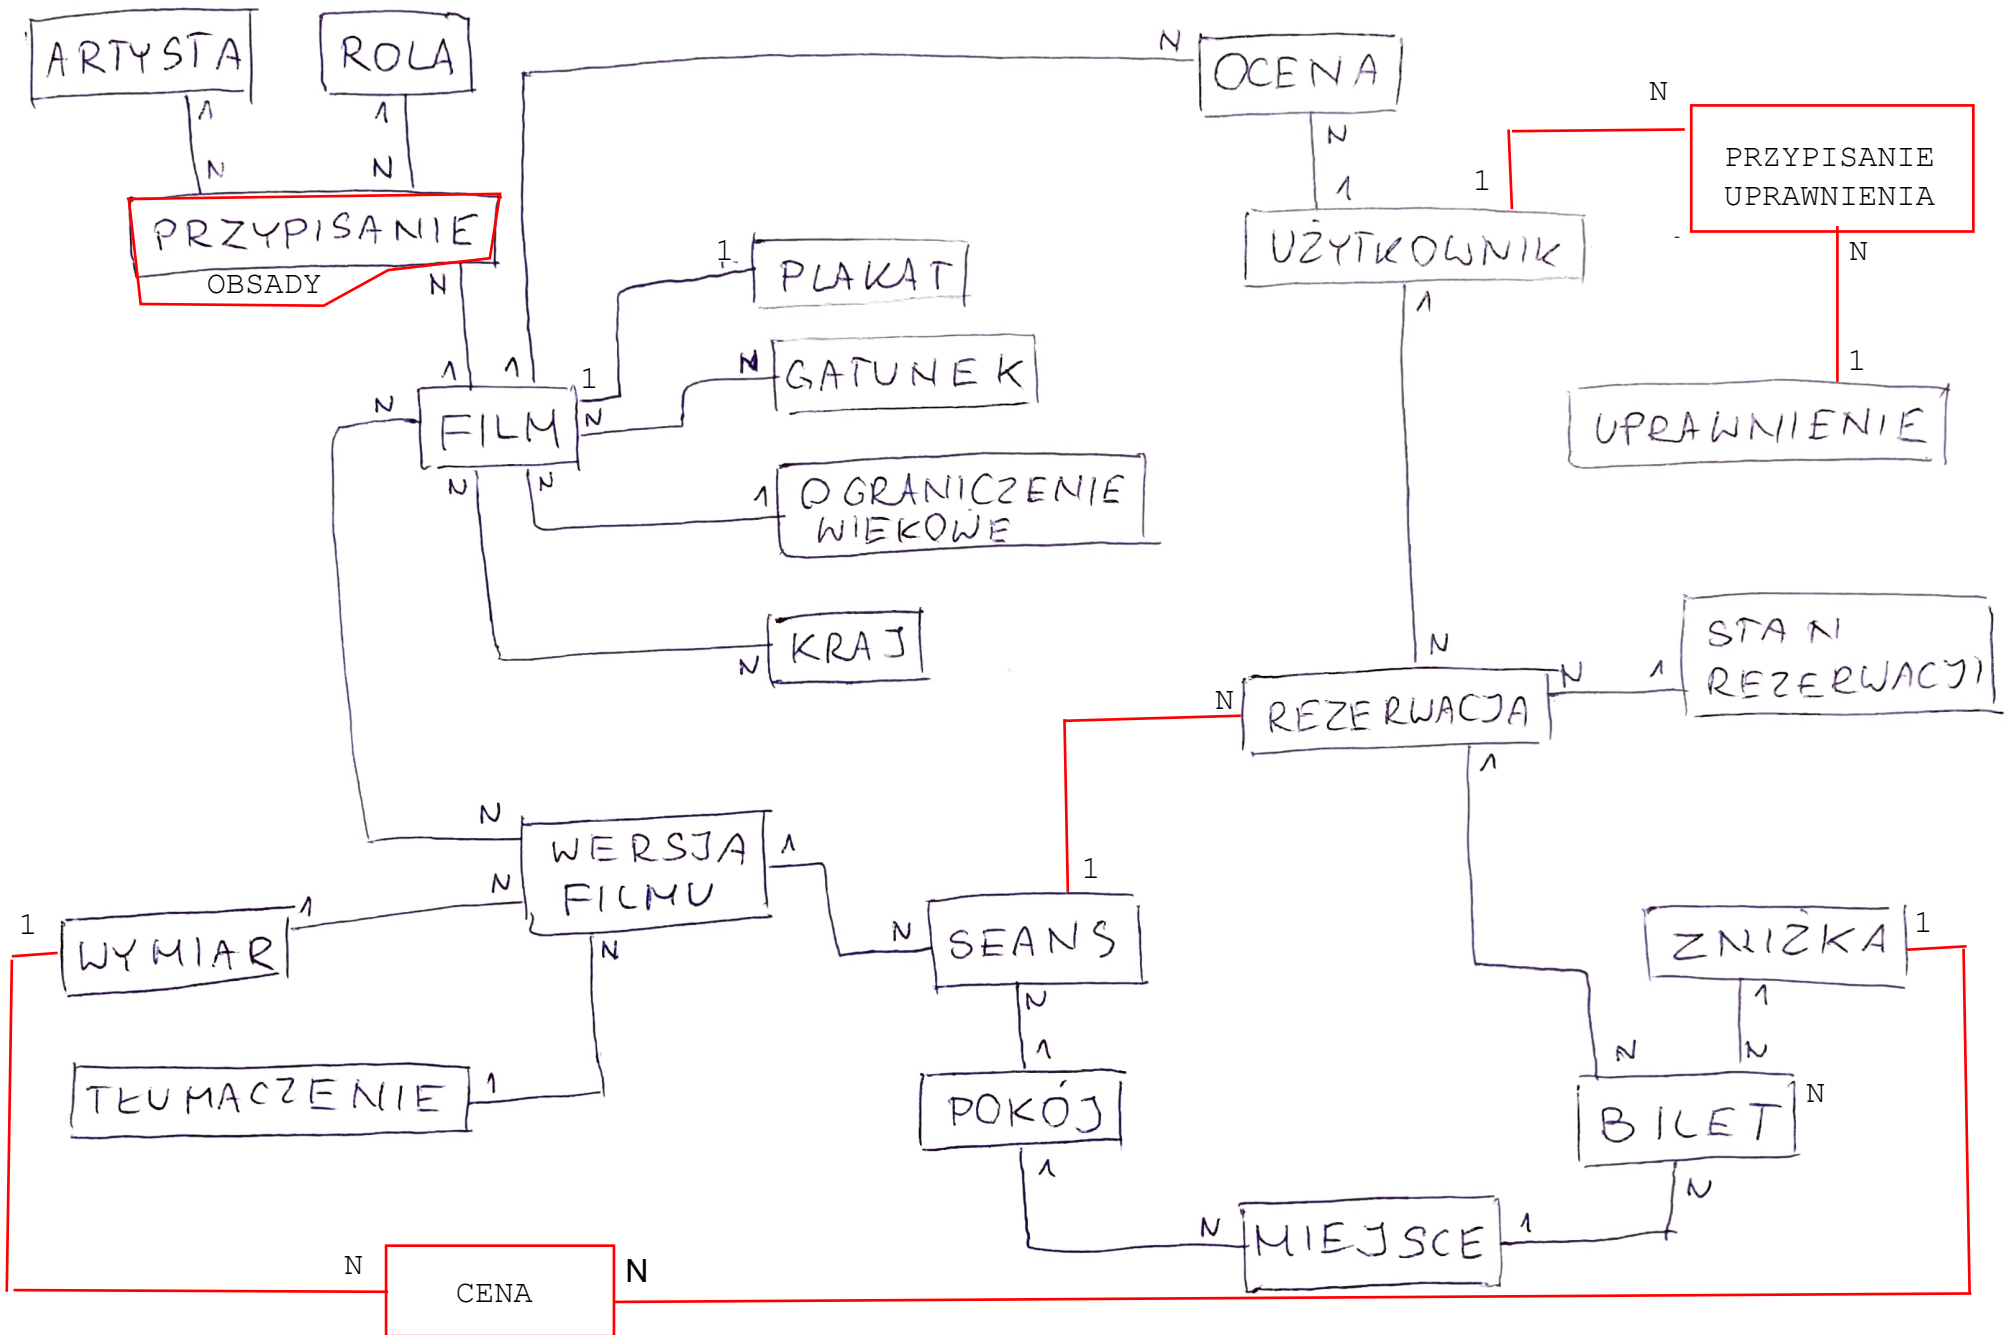 ARTYSTA
ROLA
N
OCENA
N
1
1
N
1
N
N
PRZYPISANIE
UPRAWNIENIA
1
1
PRZYPISANIE
OBSADY
N
UŻYTKOWNIK
N
1
PLAKAT
1
1
1
1
N
GATUNEK
1
N
FILM
N
UPRAWNIENIE
N
N
1
OGRANICZENIE
WIEKOWE
KRAJ
N
N
STAN
REZERWACJI
N
1
N
REZERWACJA
1
N
WERSJA
FILMU
1
N
1
1
1
WYMIAR
N
N
SEANS
ZNIŻKA
1
N
1
1
N
N
TŁUMACZENIE
1
POKÓJ
BILET
N
1
N
N
MIEJSCE
1
N
CENA
N